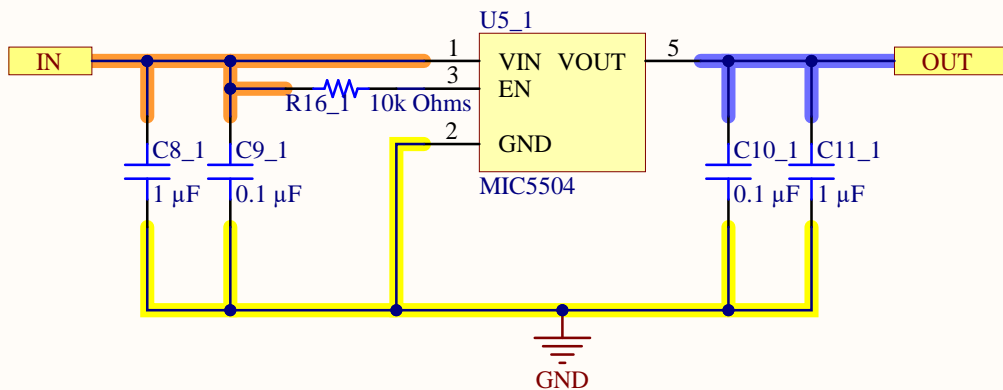 U5_1
IN 1 VIN VOUT 5 OUT
3 EN
R16_1 10k Ohms
2 GND
C8_1 C9_1 C10_1 C11_1
MIC5504
1 µF 0.1 µF 0.1 µF 1 µF
GND